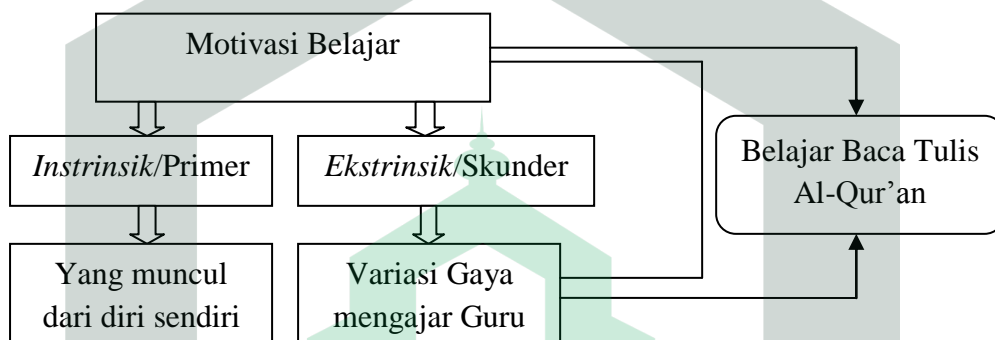 Motivasi Belajar
Instrinsik/Primer
Ekstrinsik/Skunder
Belajar Baca Tulis
Al-Qur’an
Yang muncul
dari diri sendiri
Variasi Gaya
mengajar Guru